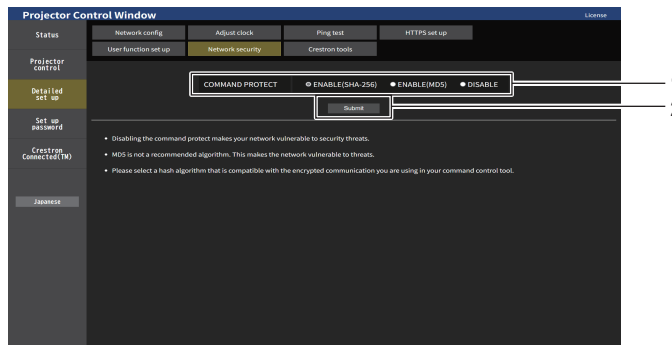 Projector Control Window
License
Status
Network config
Adjust clock
Ping test
HTTPS set up
User function set up
Network security
Crestron tools
Projector
control
Detailed
set up
Set up
password
Crestron
Connected(TM)
Japanese
COMMAND PROTECT
ENABLE(SHA-256)
ENABLE(MD5)
DISABLE
Submit
• Disabling the command protect makes your network vulnerable to security threats.
• MD5 is not a recommended algorithm. This makes the network vulnerable to threats.
• Please select a hash algorithm that is compatible with the encrypted communication you are using in your command control tool.